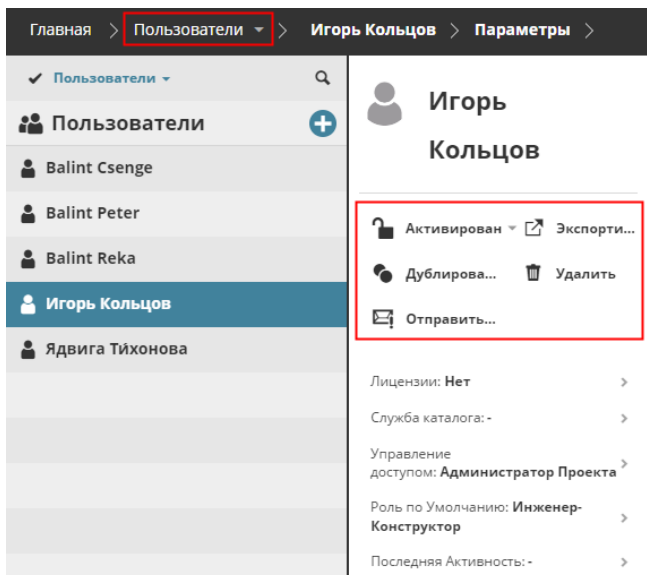 Главная > Пользователи > Игорь Кольцов > Параметры >
Пользователи
Пользователи
Balint Csenge
Balint Peter
Balint Reka
Игорь Кольцов
Ядвига Ти́хонова
Игорь
Кольцов
Активирован
Экспорти...
Дублирова...
Удалить
Отправить...
Лицензии: Нет
Служба каталога: -
Управление
доступом: Администратор Проекта
Роль по Умолчанию: Инженер-
Конструктор
Последняя Активность: -